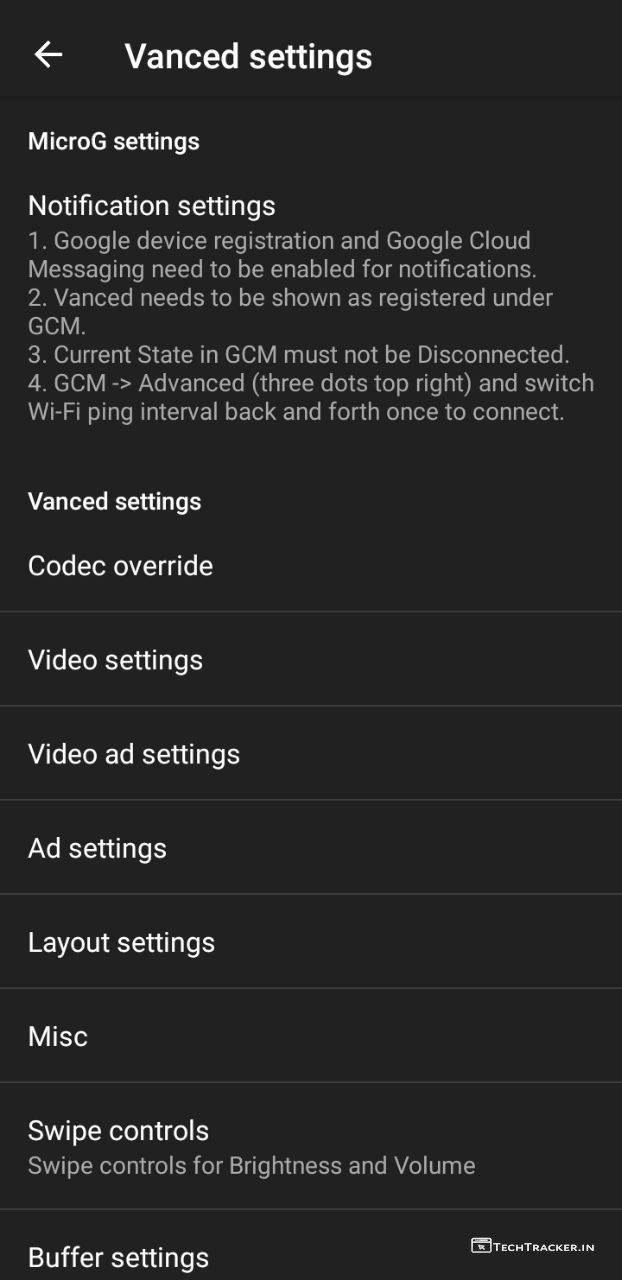 Vanced settings
MicroG settings
Notification settings
1. Google device registration and Google Cloud
Messaging need to be enabled for notifications.
2. Vanced needs to be shown as registered under
GCM.
3. Current State in GCM must not be Disconnected.
4. GCM -> Advanced (three dots top right) and switch
Wi-Fi ping interval back and forth once to connect.
Vanced settings
Codec override
Video settings
Video ad settings
Ad settings
Layout settings
Misc
Swipe controls
Swipe controls for Brightness and Volume
Buffer settings
TECHTRACKER.IN